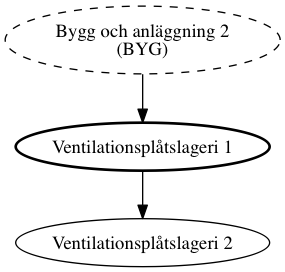 Bygg och anläggning 2
(BYG)
Ventilationsplåtslageri 1
Ventilationsplåtslageri 2